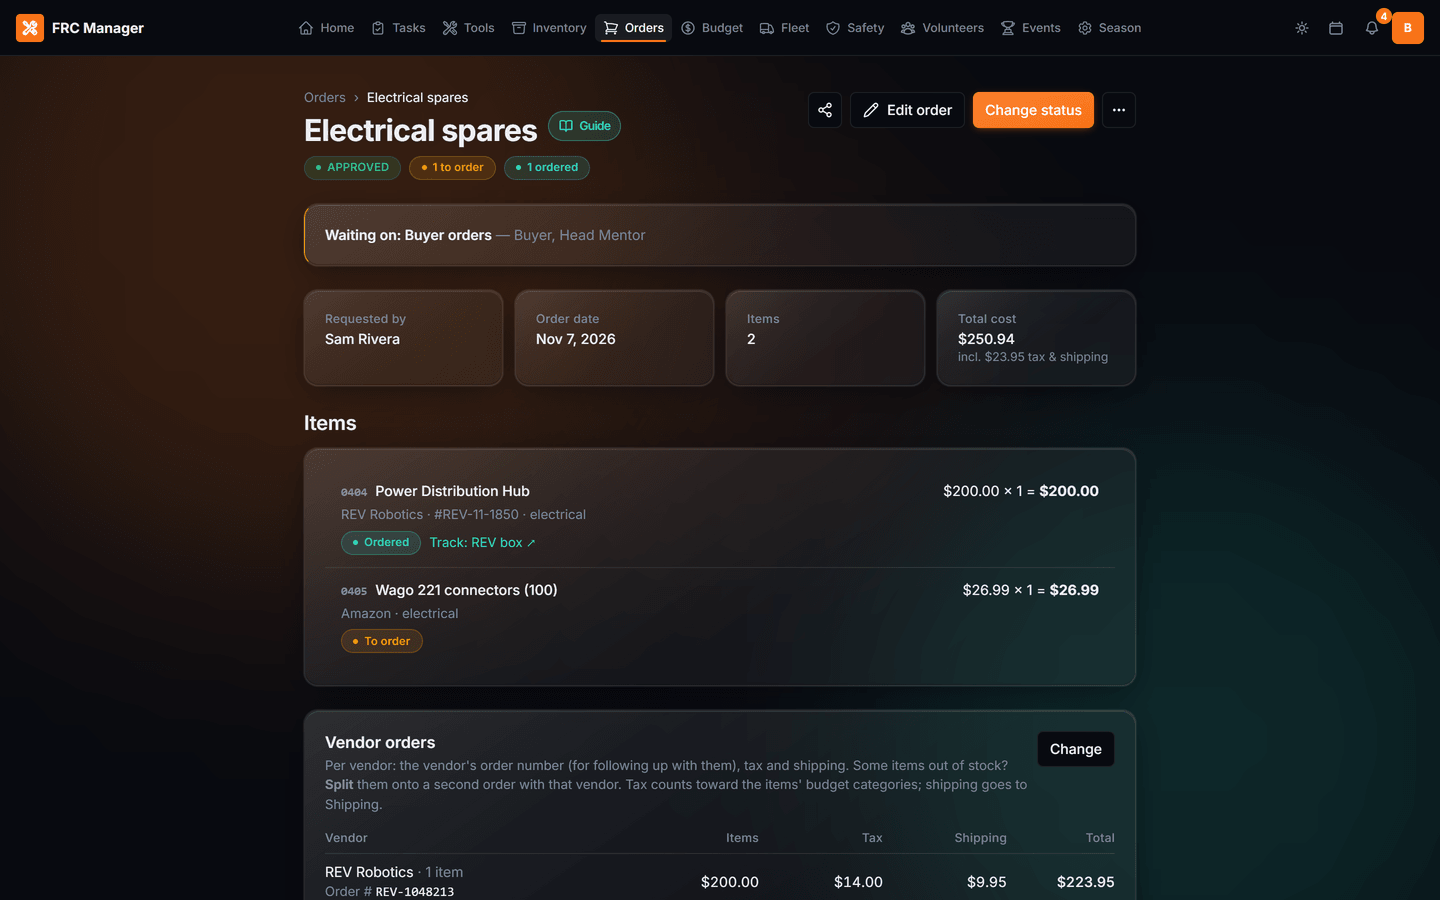 FRC Manager
Home Tasks Tools Inventory Orders Budget Fleet Safety Volunteers Events Season
4
B
Orders › Electrical spares
Electrical spares
Guide
Edit order
Change status
APPROVED
1 to order
1 ordered
Waiting on: Buyer orders — Buyer, Head Mentor
Requested by
Sam Rivera
Order date
Nov 7, 2026
Items
2
Total cost
$250.94
incl. $23.95 tax & shipping
Items
0404 Power Distribution Hub $200.00 × 1 = $200.00
REV Robotics · #REV-11-1850 · electrical
Ordered Track: REV box ↗
0405 Wago 221 connectors (100) $26.99 × 1 = $26.99
Amazon · electrical
To order
Vendor orders
Change
Per vendor: the vendor's order number (for following up with them), tax and shipping. Some items out of stock?
Split them onto a second order with that vendor. Tax counts toward the items' budget categories; shipping goes to
Shipping.
Vendor Items Tax Shipping Total
REV Robotics · 1 item
Order # REV-1048213
$200.00 $14.00 $9.95 $223.95